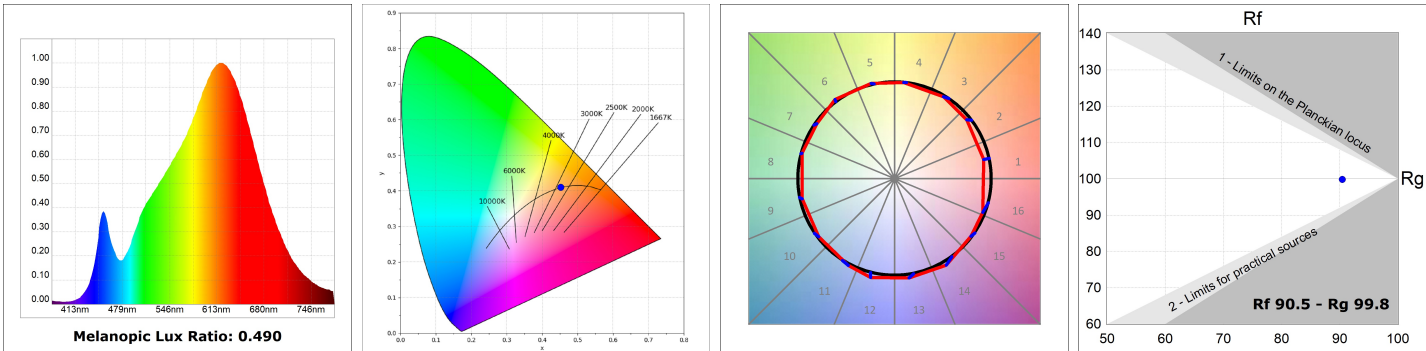 1.00
0.90
0.80
0.70
0.60
0.50
0.40
0.30
0.20
0.10
0.00
413nm 479nm 546nm 613nm 680nm 746nm
Melanopic Lux Ratio: 0.490
0.9
0.8
0.7
0.6
0.5
0.4
0.3
0.2
0.1
0.0
y
0.0 0.1 0.2 0.3 0.4 0.5 0.6 0.7 0.8
x
10000K
6000K
4000K
3000K
2500K
2000K
1667K
1
2
3
4
5
6
7
8
9
10
11
12
13
14
15
16
Rf
140
130
120
110
100
90
80
70
60
Rg
1 - Limits on the Planckian locus
2 - Limits for practical sources
Rf 90.5 - Rg 99.8
50 60 70 80 90 100